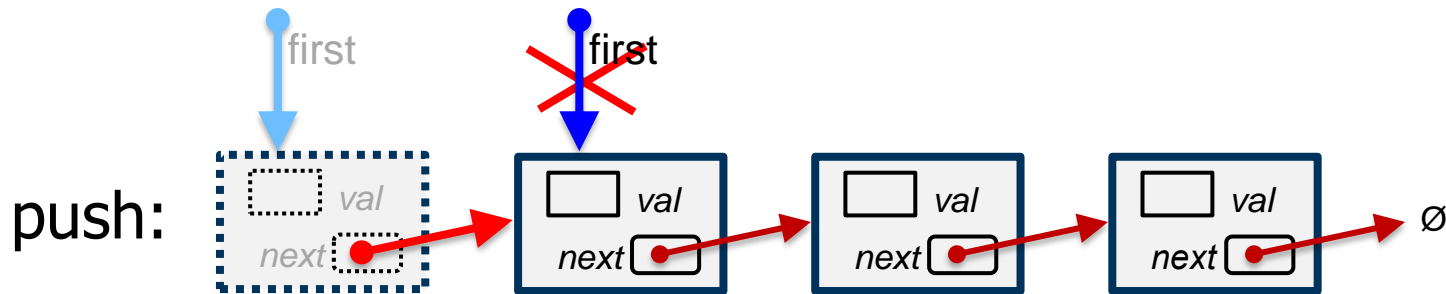 first
first
push:
val
next
val
next
val
next
val
next
Ø